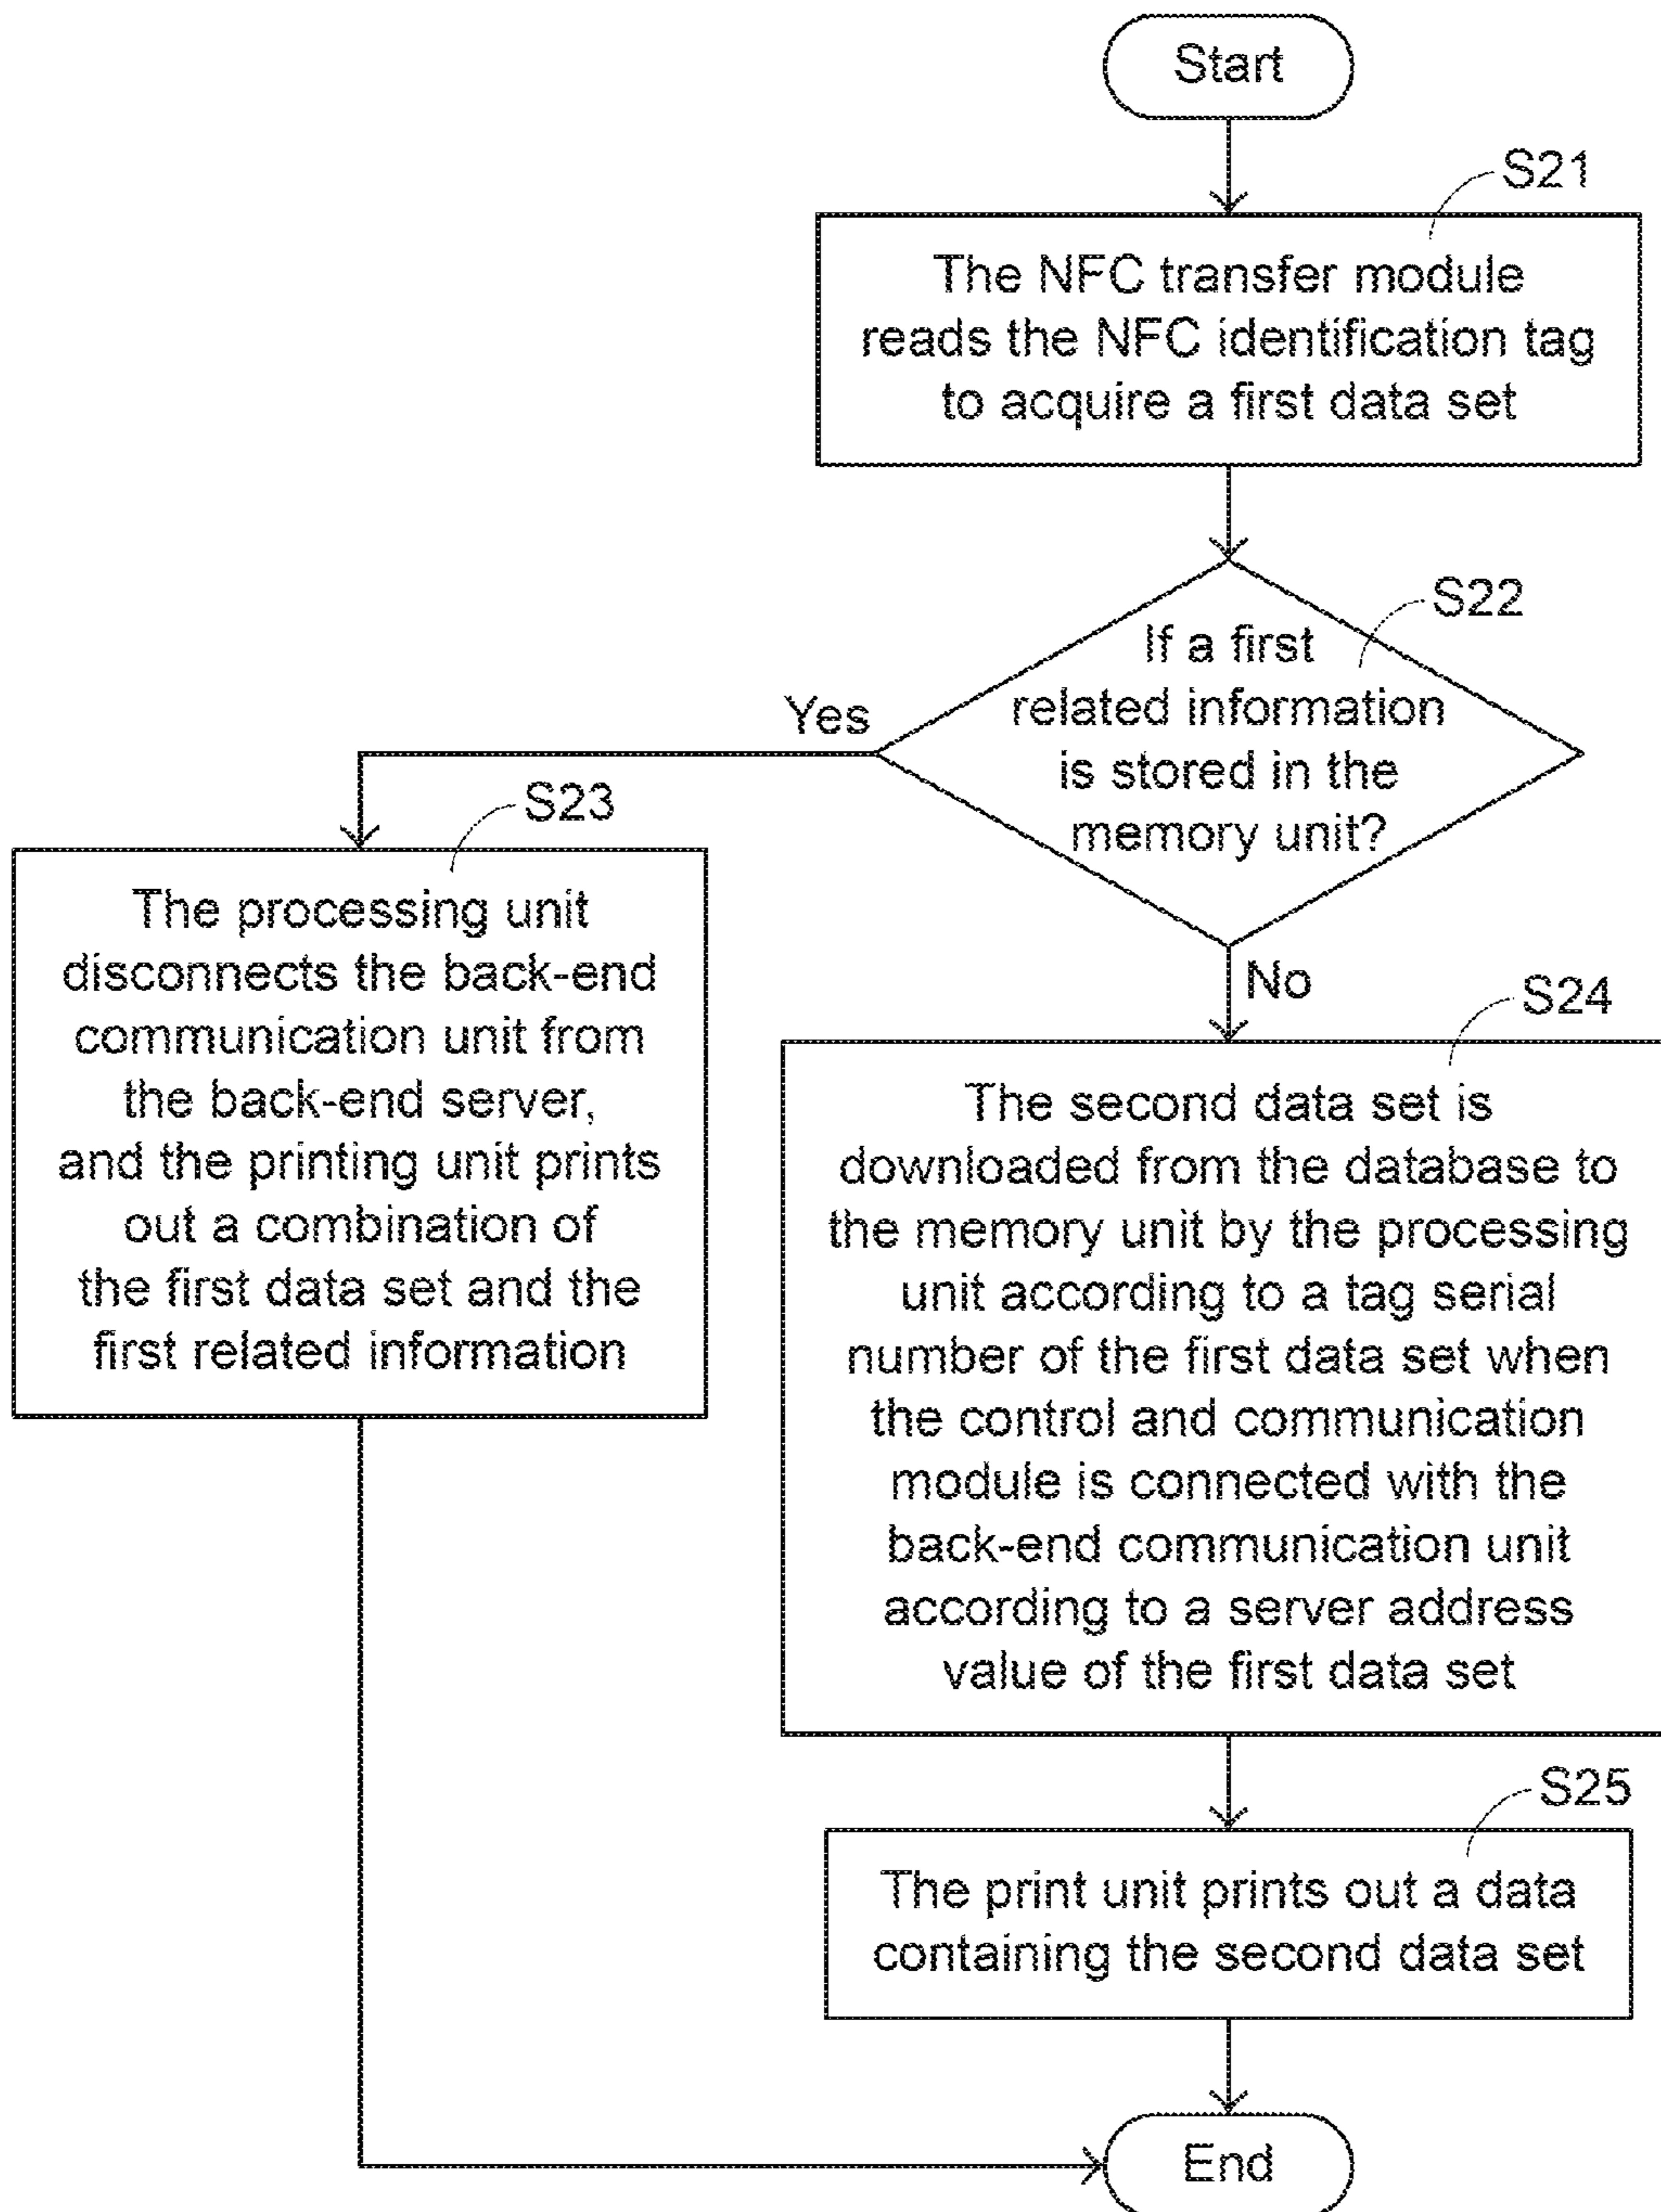 Start
S21
The NFC transfer module
reads the NFC identification tag
to acquire a first data set
S22
If a first
related information
is stored in the
memory unit?
Yes
S23
The processing unit
disconnects the back-end
communication unit from
the back-end server,
and the printing unit prints
out a combination of
the first data set and the
first related information
No
S24
The second data set is
downloaded from the database to
the memory unit by the processing
unit according to a tag serial
number of the first data set when
the control and communication
module is connected with the
back-end communication unit
according to a server address
value of the first data set
S25
The print unit prints out a data
containing the second data set
End